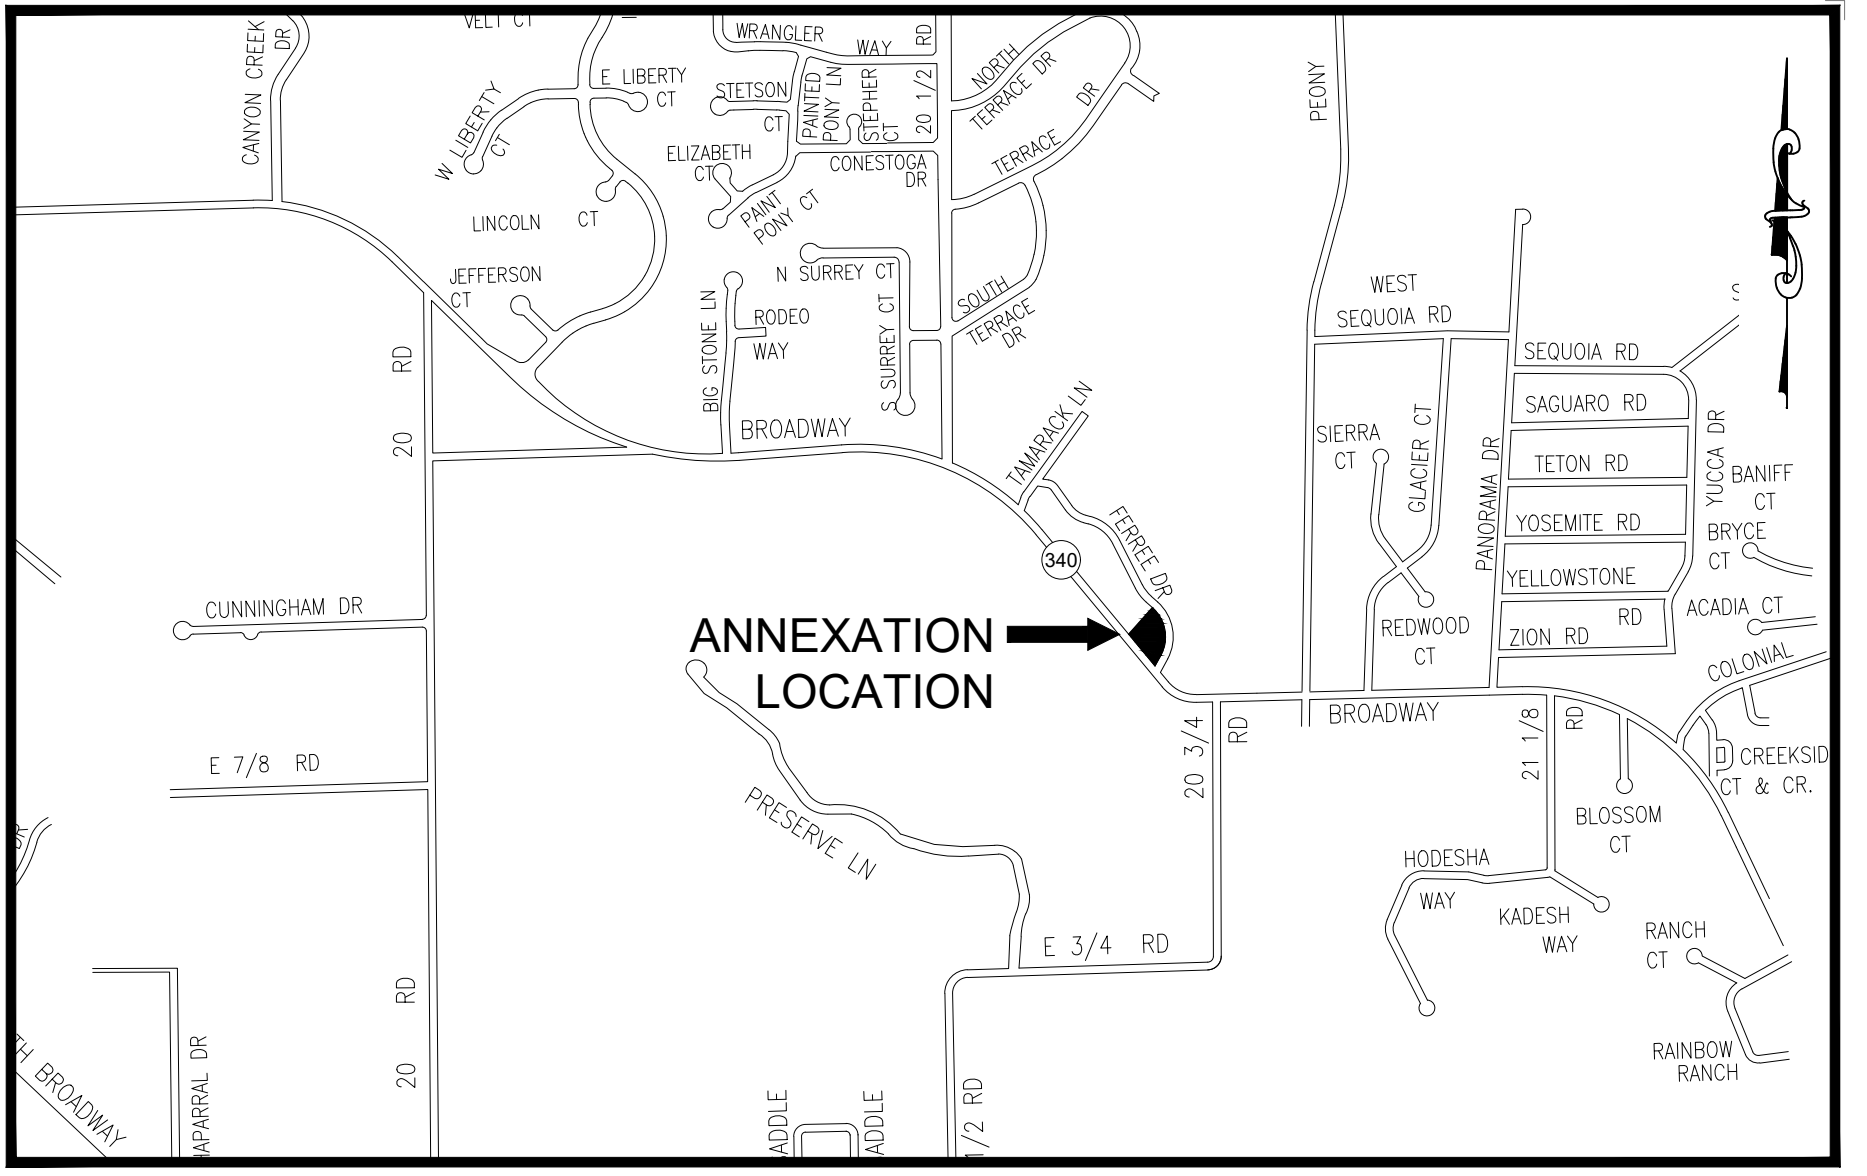 VELT CT
CANYON CREEK
DR
WRANGLER
WAY
RD
20 1/2
NORTH
TERRACE DR
E LIBERTY
CT
W LIBERTY
CT
STETSON
CT
PAINTED
PONY LN
STEPHER
CT
PEONY
ELIZABETH
CT
CONESTOGA
DR
TERRACE
DR
LINCOLN CT
PAINT
PONY CT
JEFFERSON
CT
N SURREY CT
S SURREY CT
BIG STONE LN
RODEO
WAY
SOUTH
TERRACE
DR
WEST
SEQUOIA RD
SEQUOIA RD
20 RD
SAGUARO RD
BROADWAY
TAMARACK LN
SIERRA
CT
GLACIER CT
PANORAMA DR
TETON RD
YUCCA DR
BANIFF
CT
YOSEMITE RD
BRYCE
CT
FERREE DR
340
YELLOWSTONE
RD
ACADIA CT
CUNNINGHAM DR
ANNEXATION
LOCATION
REDWOOD
CT
ZION RD
COLONIAL
BROADWAY
20 3/4
RD
21 1/8
RD
E 7/8 RD
CREEKSID
CT & CR.
PRESERVE LN
BLOSSOM
CT
DR
HODESHA
WAY
KADESH
WAY
E 3/4 RD
RANCH
CT
20 RD
RAINBOW
RANCH
TH BROADWAY
HAPARRAL DR
ADDLE
ADDLE
1/2 RD